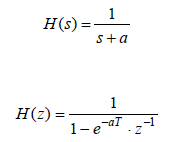 H(s) = 1 / (s + a)
H(z) = 1 / (1 − e^{−aT} · z^{−1})